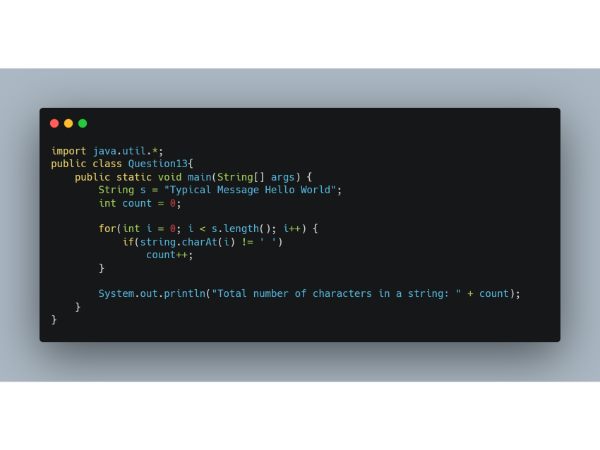 import java.util.*;
public class Question13{
    public static void main(String[] args) {
        String s = "Typical Message Hello World";
        int count = 0;

        for(int i = 0; i < s.length(); i++) {
            if(string.charAt(i) != ' ')
                count++;
        }

        System.out.println("Total number of characters in a string: " + count);
    }
}